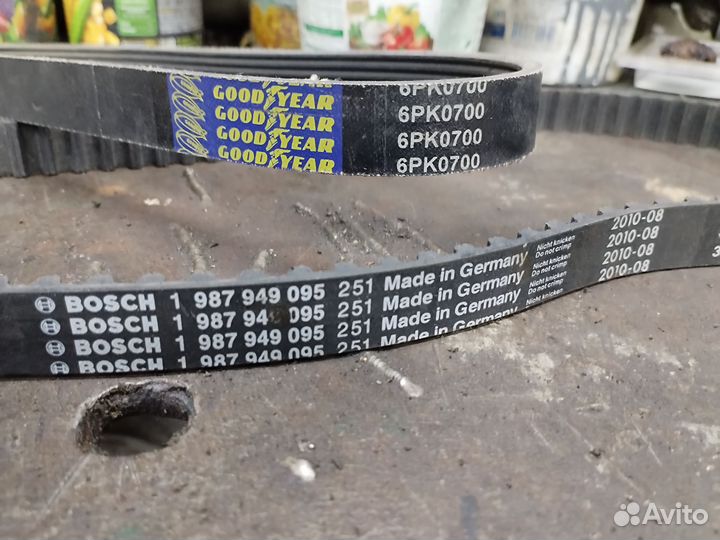 GOODYEAR 6PK0700
GOODYEAR 6PK0700
GOODYEAR 6PK0700
GOODYEAR 6PK0700
2010-08
2010-08
2010-08
2010-08
Nicht knicken
Do not crimp
Nicht knicken
Do not crimp
Nicht knicken
Do not crimp
BOSCH 1 987 949 095 251 Made in Germany
BOSCH 1 987 949 095 251 Made in Germany
BOSCH 1 987 949 095 251 Made in Germany
BOSCH 1 987 949 095 251
Avito